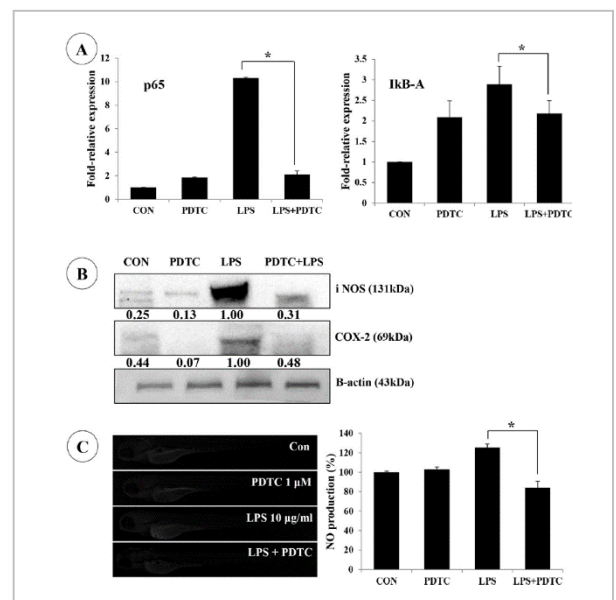 A
p65
Fold-relative expression
12
10
8
6
4
2
0
*
CON PDTC LPS LPS+PDTC
IkB-A
Fold-relative expression
3.5
3
2.5
2
1.5
1
0.5
0
*
CON PDTC LPS LPS+PDTC
B
CON PDTC LPS PDTC+LPS
i NOS (131kDa)
0.25 0.13 1.00 0.31
COX-2 (69kDa)
0.44 0.07 1.00 0.48
B-actin (43kDa)
C
Con
PDTC 1 µM
LPS 10 µg/ml
LPS + PDTC
NO production (%)
140
120
100
80
60
40
20
0
*
CON PDTC LPS LPS+PDTC